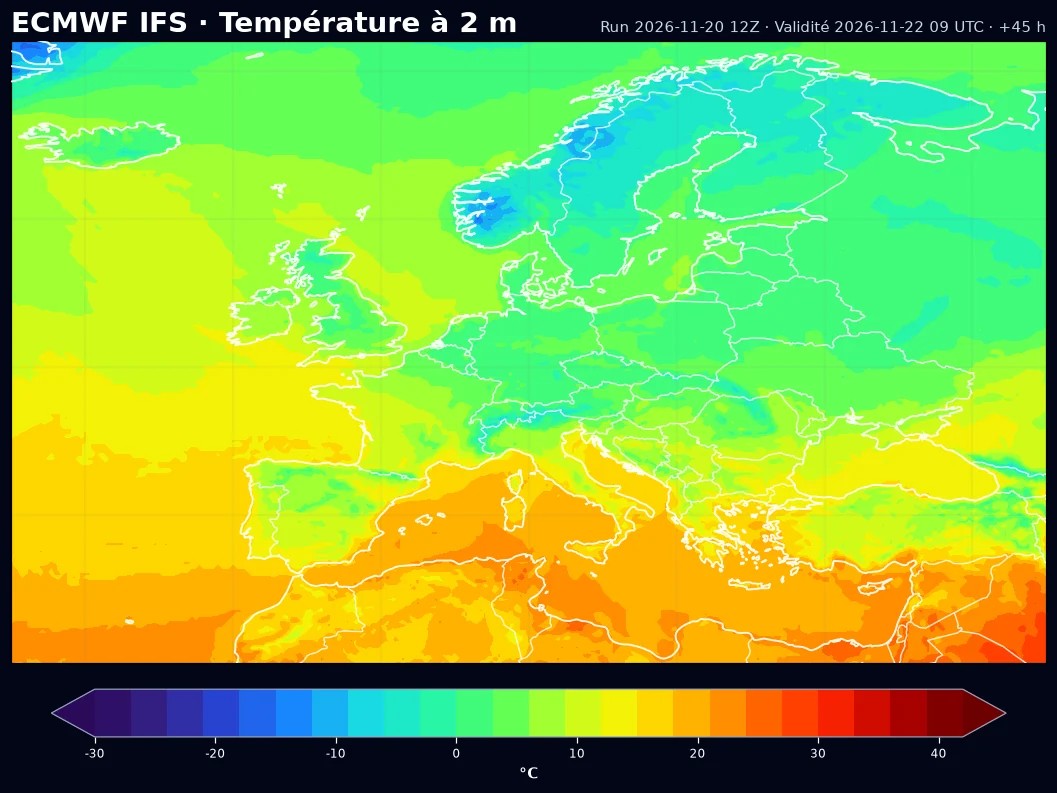 ECMWF IFS · Température à 2 m
Run 2026-11-20 12Z · Validité 2026-11-22 09 UTC · +45 h
-30 -20 -10 0 10 20 30 40
°C